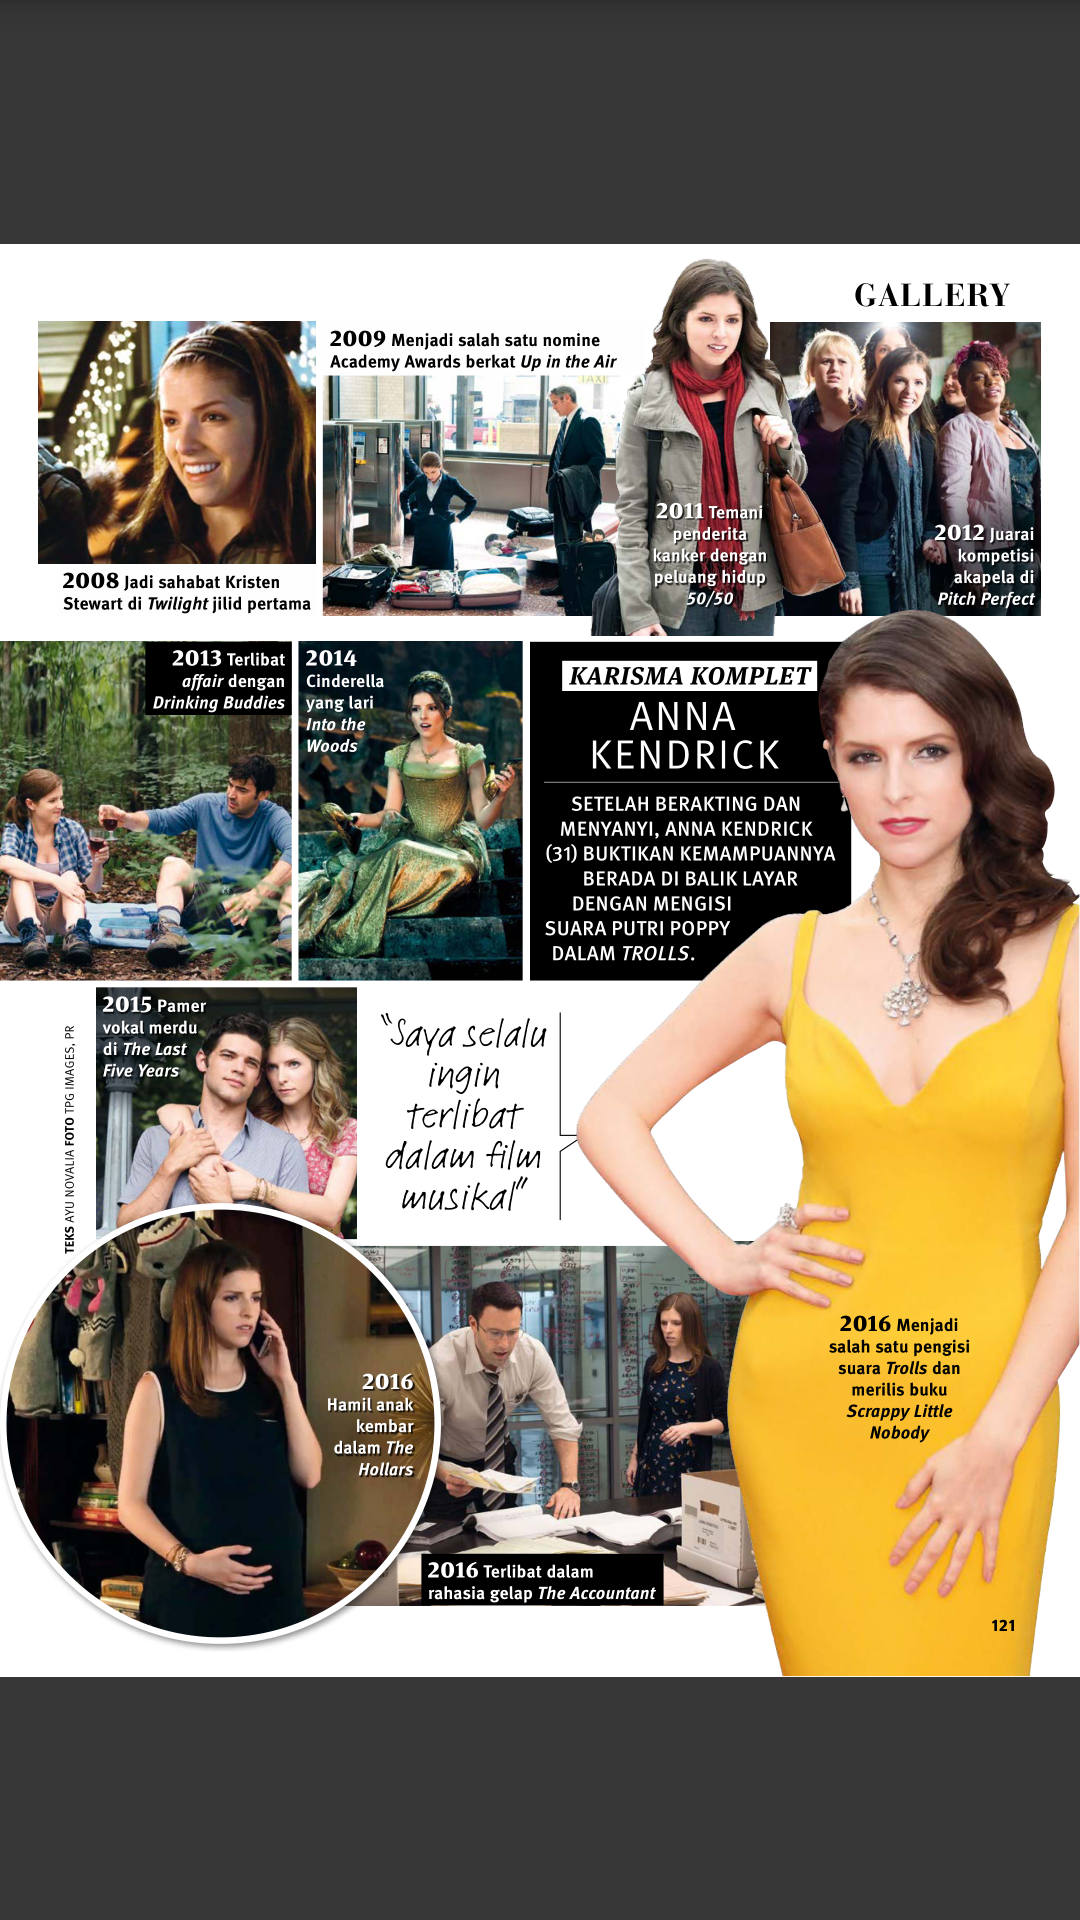 GALLERY
2008 Jadi sahabat Kristen
Stewart di Twilight jilid pertama
2009 Menjadi salah satu nomine
Academy Awards berkat Up in the Air
TAXI
2011 Temani
penderita
kanker dengan
peluang hidup
50/50
2012 Juarai
kompetisi
akapela di
Pitch Perfect
2013 Terlibat
affair dengan
Drinking Buddies
2014
Cinderella
yang lari
Into the
Woods
KARISMA KOMPLET
ANNA
KENDRICK
SETELAH BERAKTING DAN
MENYANYI, ANNA KENDRICK
(31) BUKTIKAN KEMAMPUANNYA
BERADA DI BALIK LAYAR
DENGAN MENGISI
SUARA PUTRI POPPY
DALAM TROLLS.
2015 Pamer
vokal merdu
di The Last
Five Years
"Saya selalu
ingin
terlibat
dalam film
musikal"
TEKS AYU NOVALIA FOTO TPG IMAGES, PR
2016
Hamil anak
kembar
dalam The
Hollars
GUINNESS
2016 Terlibat dalam
rahasia gelap The Accountant
2016 Menjadi
salah satu pengisi
suara Trolls dan
merilis buku
Scrappy Little
Nobody
121